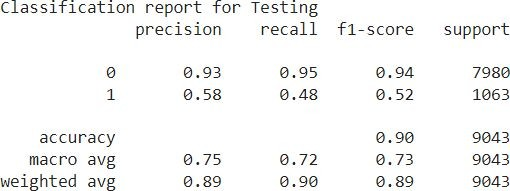 Classification report for Testing
precision recall f1-score support
0 0.93 0.95 0.94 7980
1 0.58 0.48 0.52 1063
accuracy 0.90 9043
macro avg 0.75 0.72 0.73 9043
weighted avg 0.89 0.90 0.89 9043